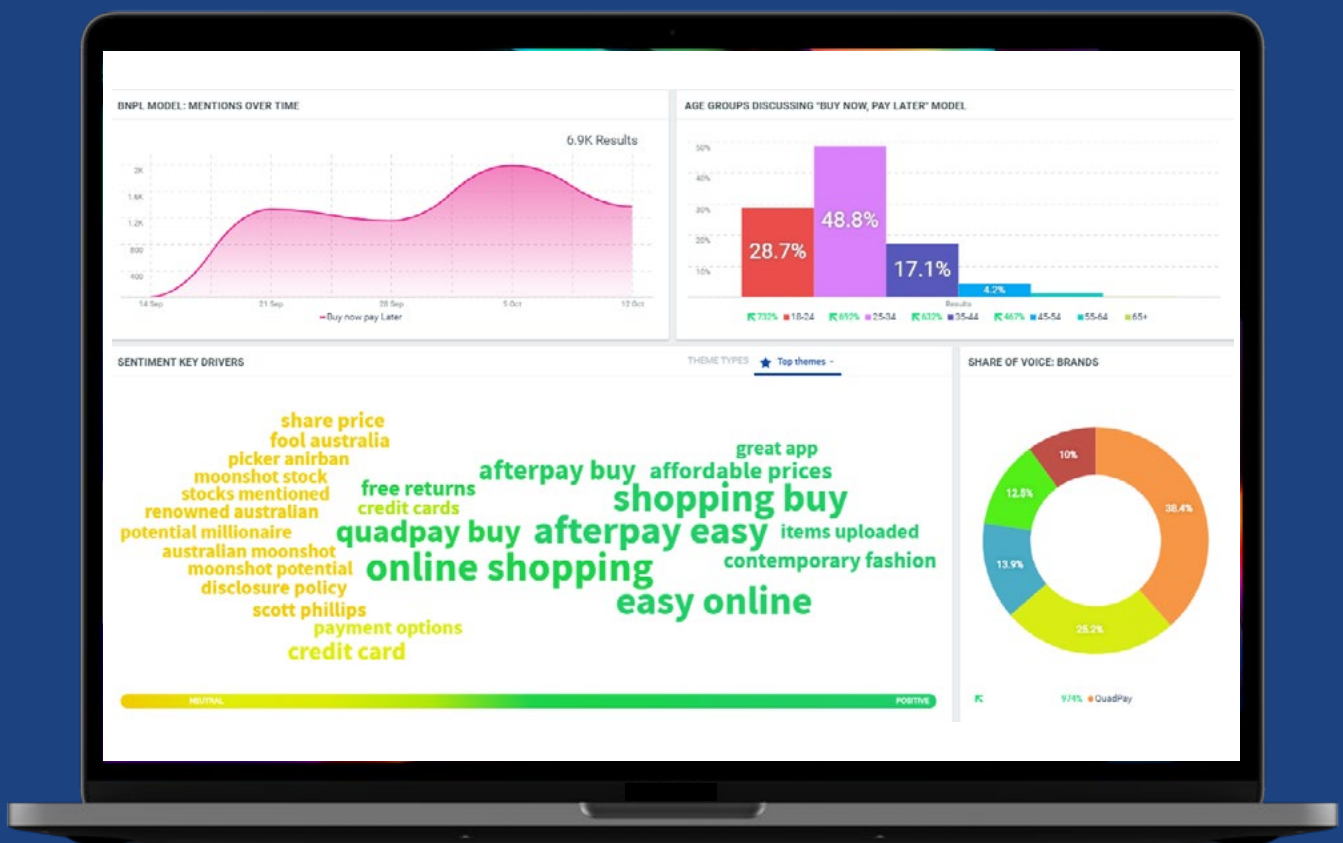 BNPL MODEL: MENTIONS OVER TIME
6.9K Results
2K
1.6K
1.2K
800
400
14 Sep
21 Sep
28 Sep
5 Oct
12 Oct
Buy now pay Later
AGE GROUPS DISCUSSING "BUY NOW, PAY LATER" MODEL
50%
40%
30%
20%
10%
28.7%
48.8%
17.1%
4.2%
Results
732% 18-24 692% 25-34 632% 35-44 467% 45-54 55-64 65+
SENTIMENT KEY DRIVERS
THEME TYPES Top themes
share price
fool australia
picker anirban
moonshot stock
stocks mentioned
renowned australian
potential millionaire
australian moonshot
moonshot potential
disclosure policy
scott phillips
payment options
credit card
free returns
credit cards
quadpay buy
online shopping
afterpay buy
afterpay easy
great app
affordable prices
shopping buy
items uploaded
contemporary fashion
easy online
NEUTRAL
POSITIVE
SHARE OF VOICE: BRANDS
10%
12.5%
38.4%
13.9%
25.2%
974% QuadPay